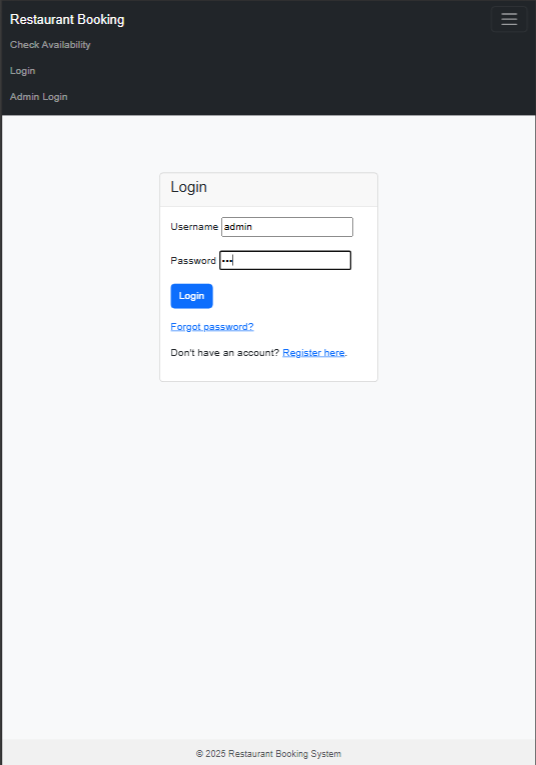 Restaurant Booking
Check Availability
Login
Admin Login
Login
Username admin
Password •••
Login
Forgot password?
Don't have an account? Register here.
© 2025 Restaurant Booking System